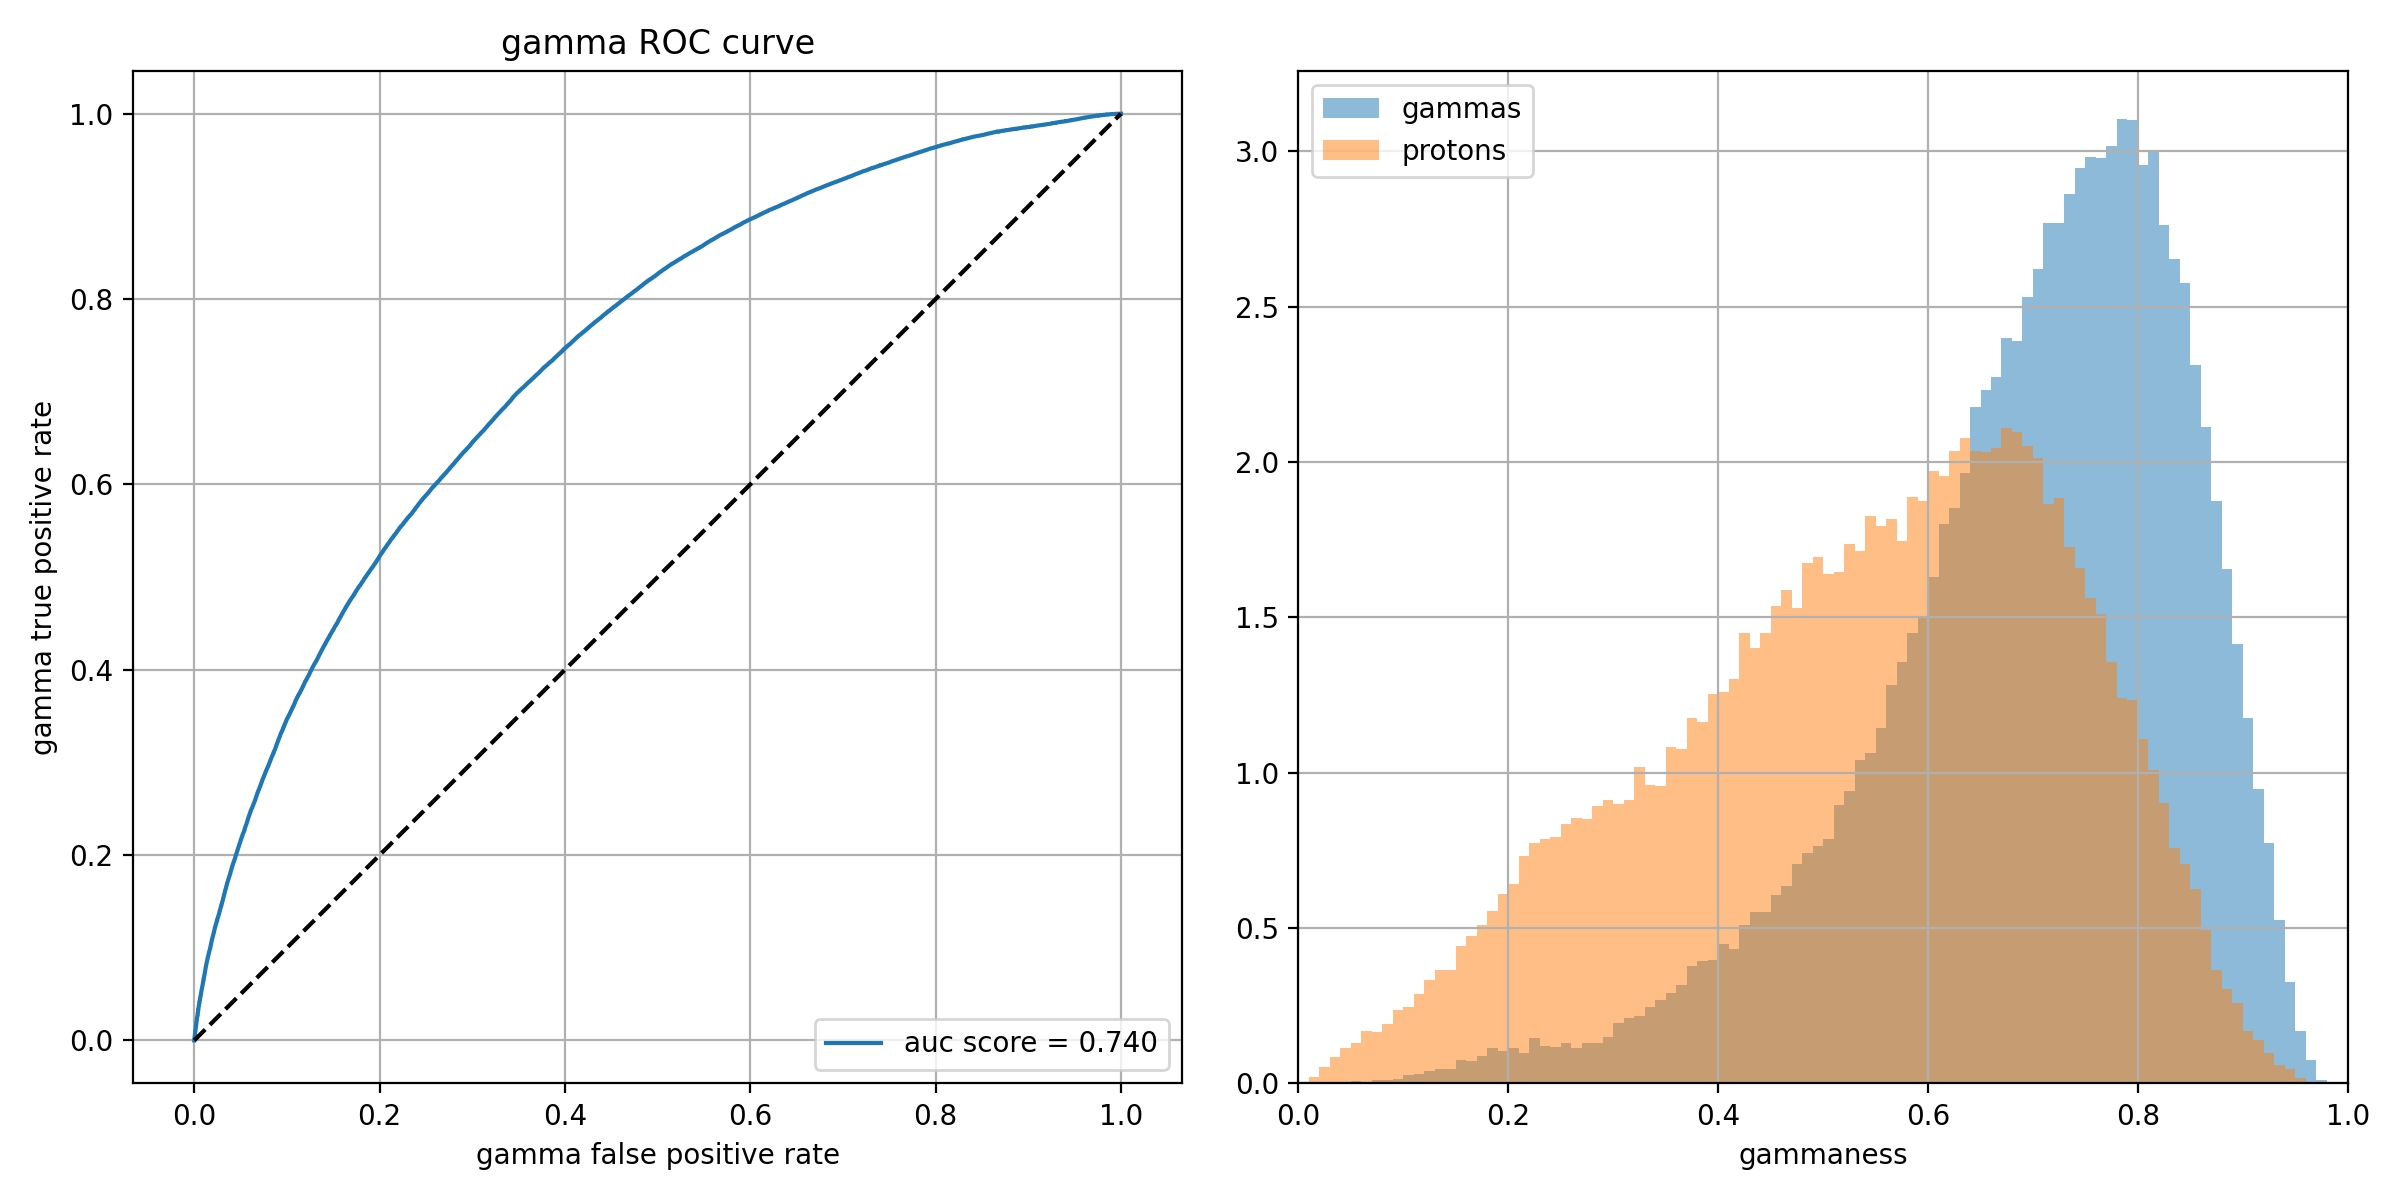 gamma ROC curve
1.0
0.8
0.6
0.4
0.2
0.0
gamma true positive rate
auc score = 0.740
0.0 0.2 0.4 0.6 0.8 1.0
gamma false positive rate
gammas
protons
3.0
2.5
2.0
1.5
1.0
0.5
0.0
0.0 0.2 0.4 0.6 0.8 1.0
gammaness